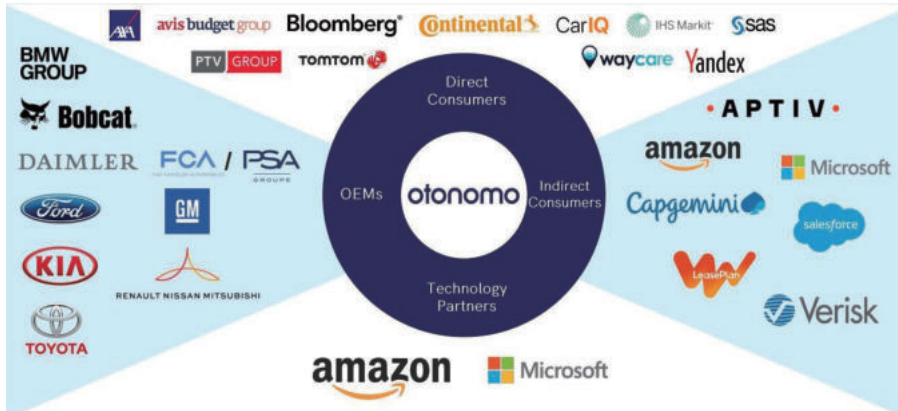 AXA
avis budget group
Bloomberg®
Continental
CarIQ
IHS Markit
sas
PTV GROUP
TOMTOM
waycare
Yandex
BMW
GROUP
Bobcat®
DAIMLER
FCA / PSA
GROUPE
Ford
GM
KIA
RENAULT NISSAN MITSUBISHI
TOYOTA
Direct
Consumers
OEMs
otonomo
Indirect
Consumers
Technology
Partners
• APTIV •
amazon
Microsoft
Capgemini
salesforce
LeasePlan
Verisk
amazon
Microsoft